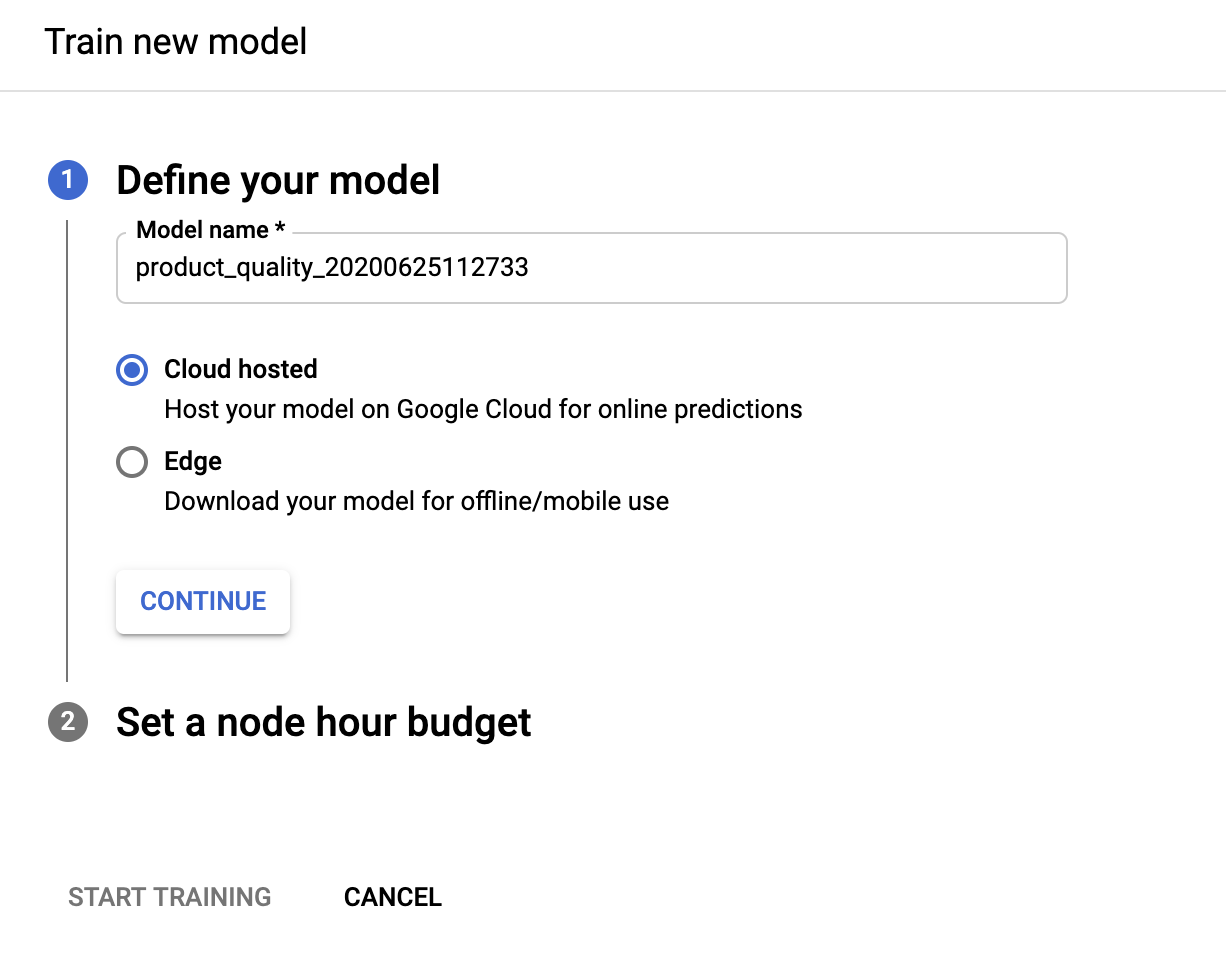 Train new model
1
Define your model
Model name *
product_quality_20200625112733
Cloud hosted
Host your model on Google Cloud for online predictions
Edge
Download your model for offline/mobile use
CONTINUE
2
Set a node hour budget
START TRAINING
CANCEL